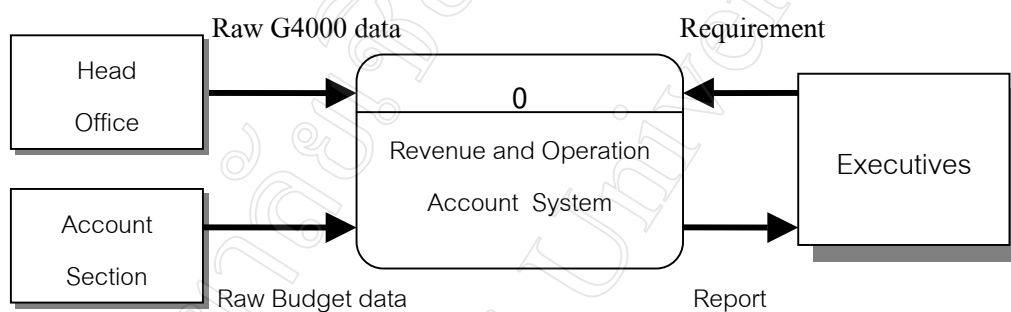 Raw G4000 data
Requirement
Head
Office
0
Revenue and Operation
Account System
Executives
Account
Section
Raw Budget data
Report